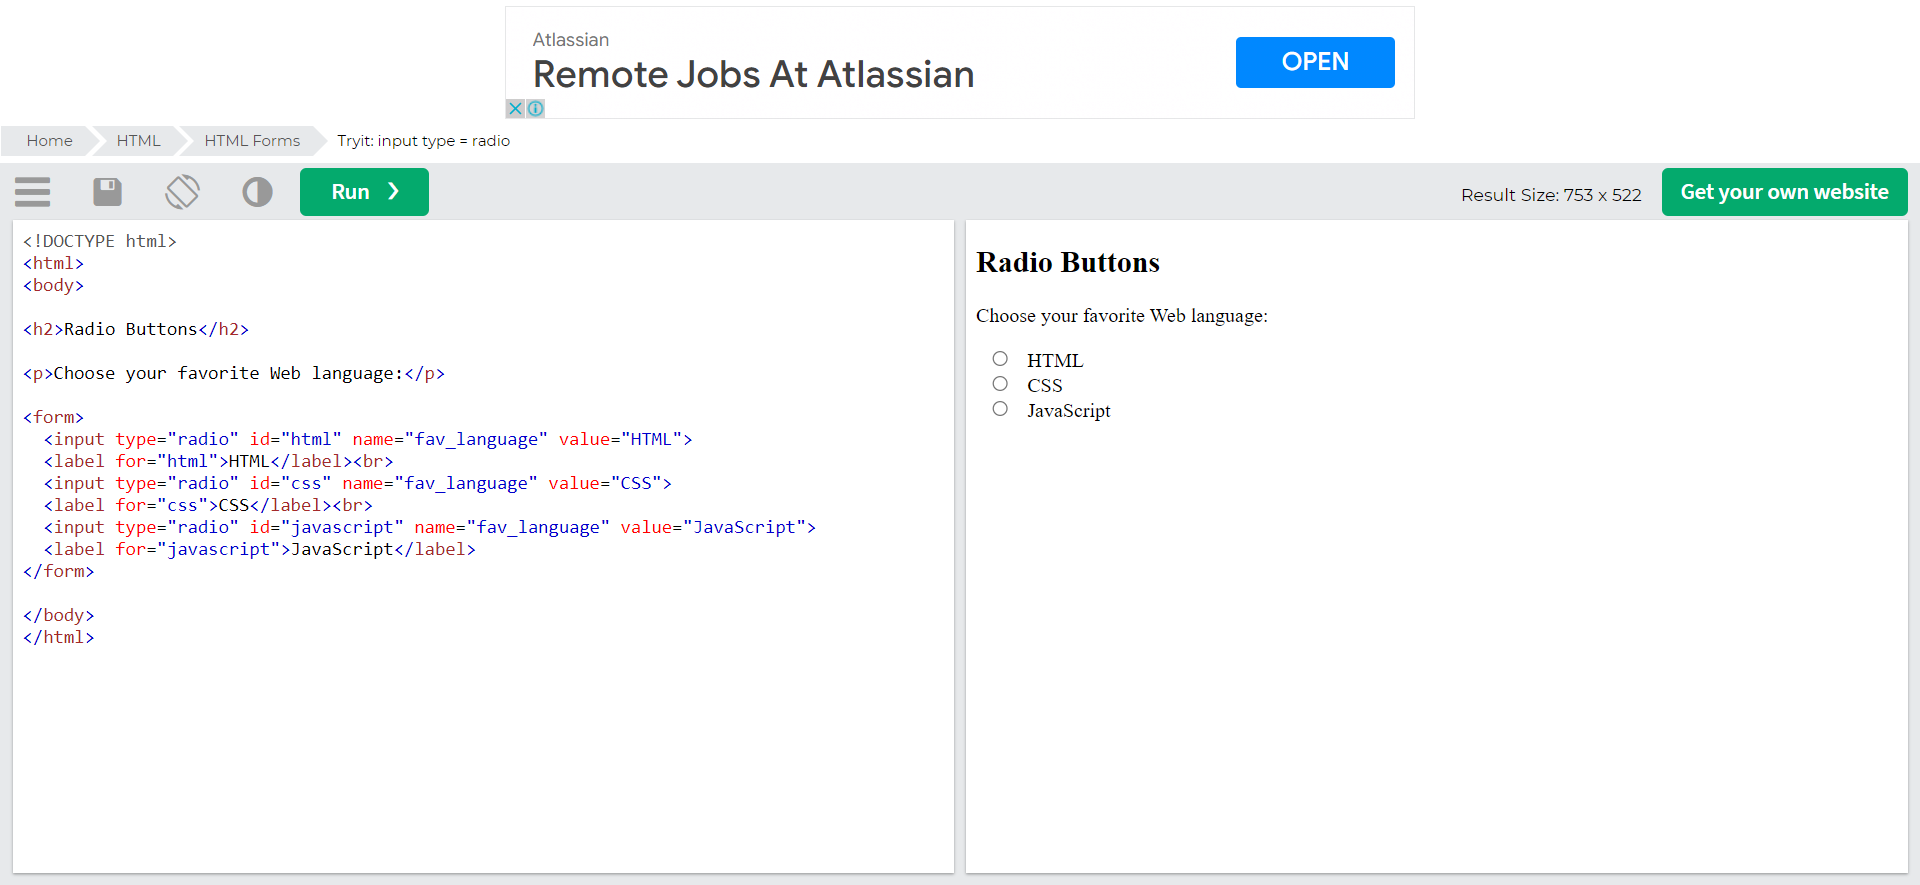 Atlassian
Remote Jobs At Atlassian
OPEN
Home
HTML
HTML Forms
Tryit: input type = radio
Run ❯
Result Size: 753 x 522
Get your own website
<!DOCTYPE html>
<html>
<body>
<h2>Radio Buttons</h2>
<p>Choose your favorite Web language:</p>
<form>
  <input type="radio" id="html" name="fav_language" value="HTML">
  <label for="html">HTML</label><br>
  <input type="radio" id="css" name="fav_language" value="CSS">
  <label for="css">CSS</label><br>
  <input type="radio" id="javascript" name="fav_language" value="JavaScript">
  <label for="javascript">JavaScript</label>
</form>
</body>
</html>
Radio Buttons
Choose your favorite Web language:
HTML
CSS
JavaScript